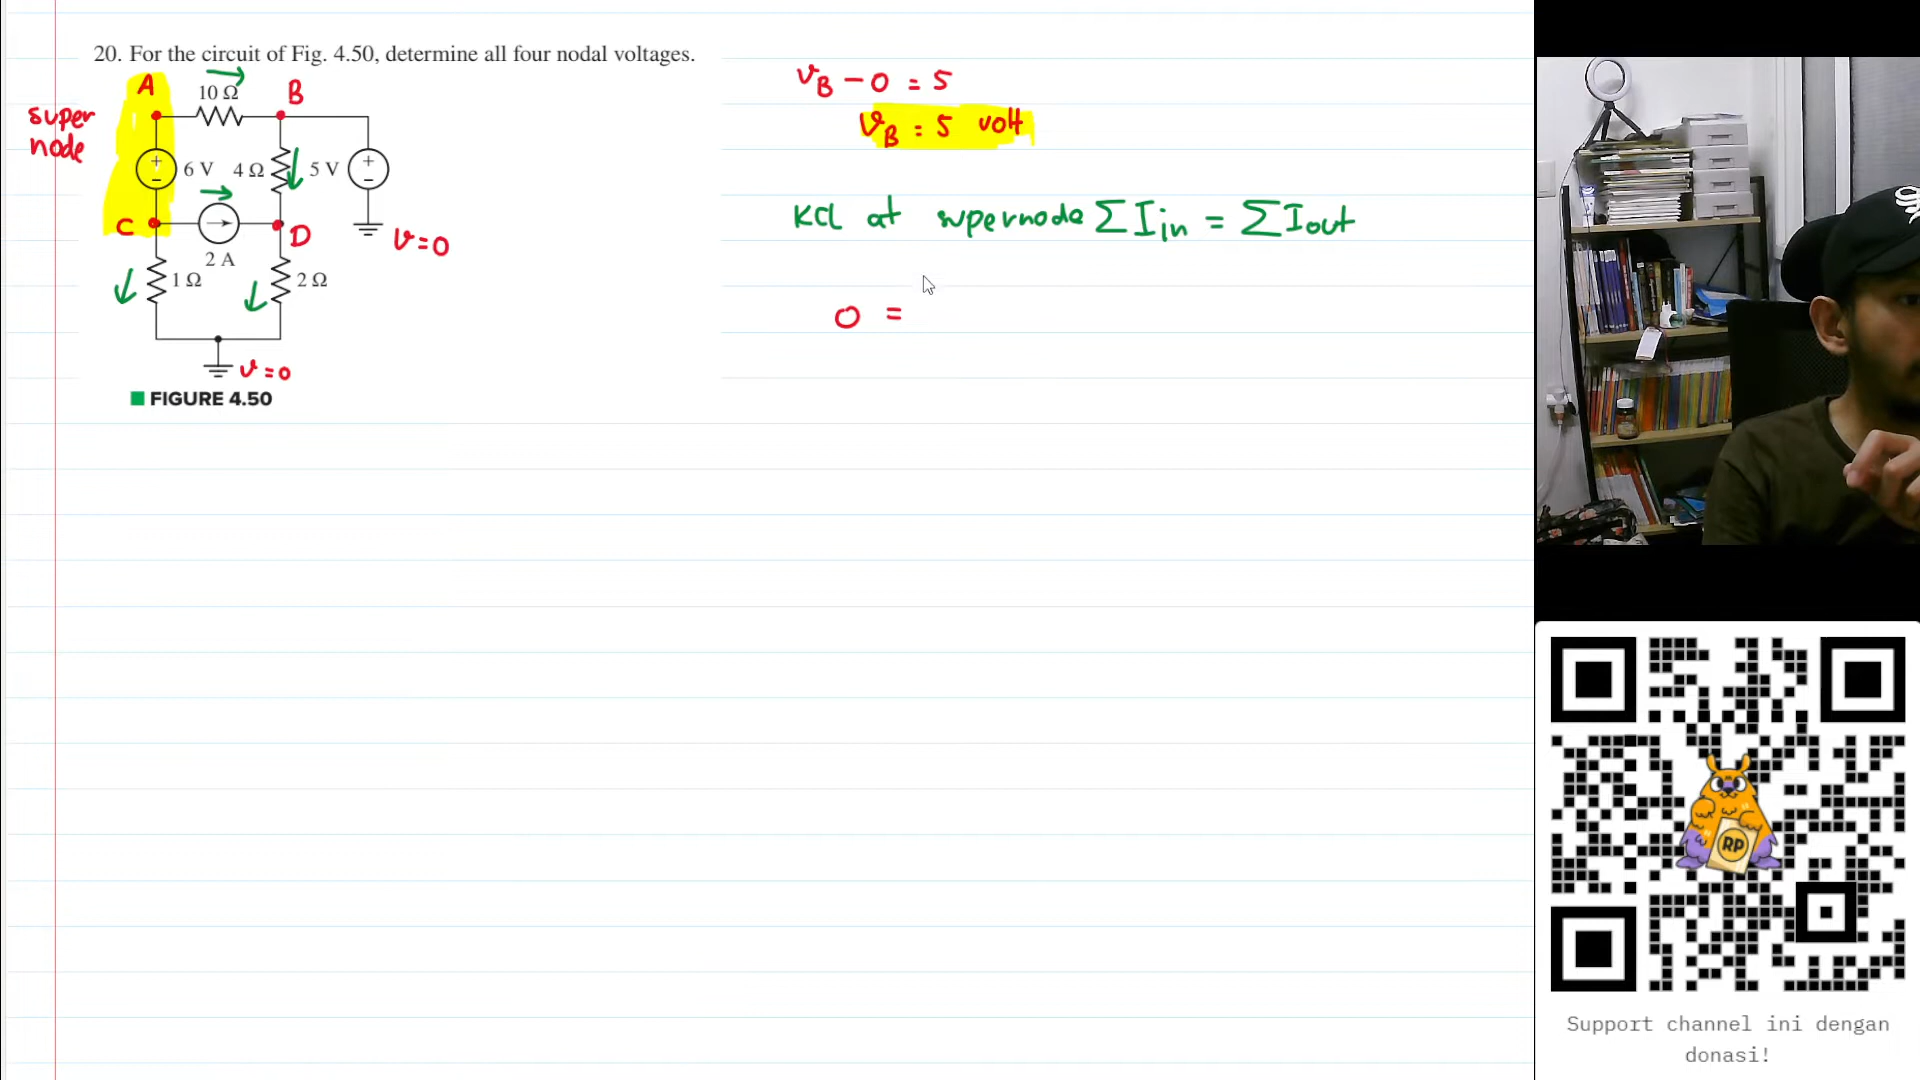 20. For the circuit of Fig. 4.50, determine all four nodal voltages.
A
10 Ω
B
super
node
+
6 V
−
4 Ω
5 V
+
−
C
D
2 A
v=0
1 Ω
2 Ω
v=0
FIGURE 4.50
vB − 0 = 5
vB = 5 volt
KCL at supernode ΣIin = ΣIout
0 =
RP
Support channel ini dengan
donasi!